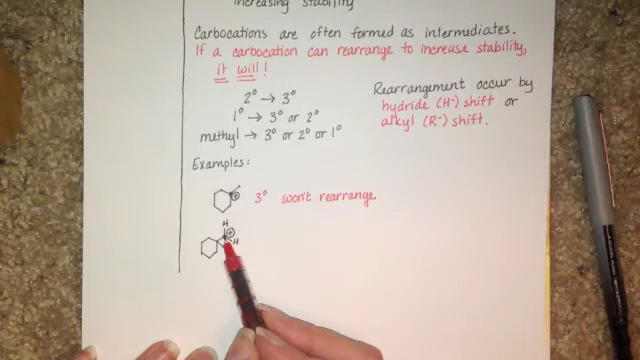 increasing stability
Carbocations are often formed as intermediates.
If a carbocation can rearrange to increase stability,
it will!
2° → 3°
1° → 3° or 2°
methyl → 3° or 2° or 1°
Rearrangement occur by
hydride (H⁻) shift or
alkyl (R⁻) shift.
Examples:
⊕ 3° won't rearrange.
H
⊕
H